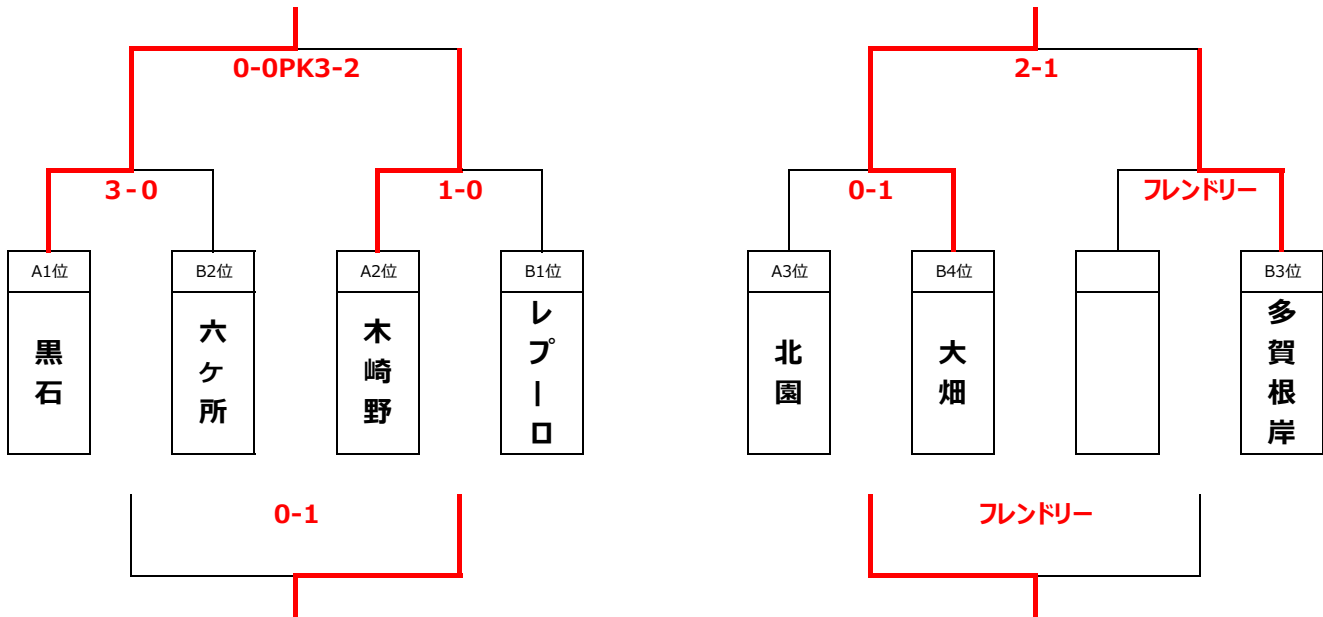 0-0PK3-2
2-1
3-0
1-0
0-1
フレンドリー
A1位
B2位
A2位
B1位
A3位
B4位
B3位
黒石
六ケ所
木崎野
レプーロ
北園
大畑
多賀根岸
0-1
フレンドリー